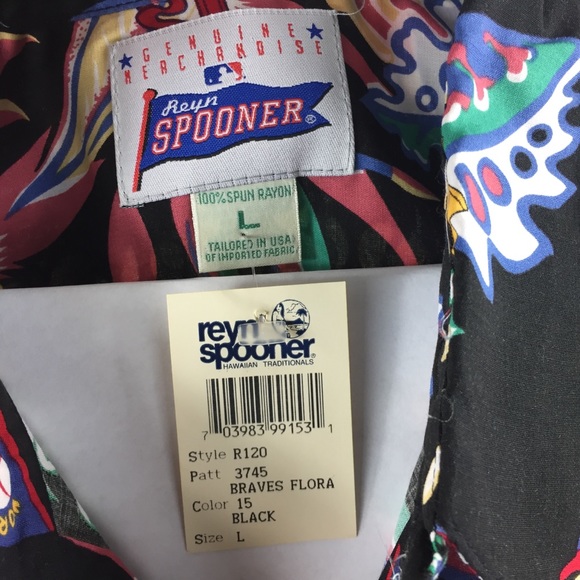 GENUINE
MERCHANDISE
Reyn
SPOONER®
100% SPUN RAYON
L
TAILORED IN USA
OF IMPORTED FABRIC
reyn
spooner®
HAWAIIAN TRADITIONALS
7 03983 99153 1
Style R120
Patt 3745
BRAVES FLORA
Color 15
BLACK
Size L